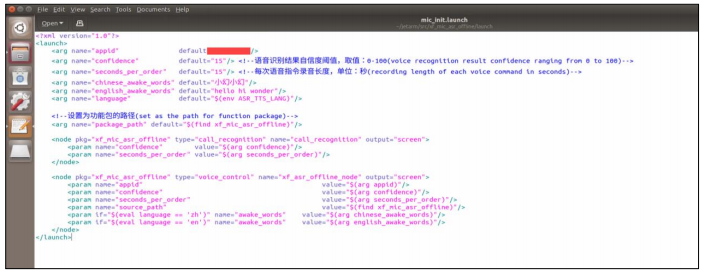 File Edit View Search Tools Documents Help
Open
mic_init.launch
~/jetarm/src/xf_mic_asr_offline/launch
<?xml version="1.0"?>
<launch>
<arg name="appid" default />
<arg name="confidence" default="15"/> <!--语音识别结果自信度阈值，取值：0-100(voice recognition result confidence ranging from 0 to 100)-->
<arg name="seconds_per_order" default="15"/> <!--每次语音指令录音长度，单位：秒(recording length of each voice command in seconds)-->
<arg name="chinese_awake_words" default="小幻小幻"/>
<arg name="english_awake_words" default="hello hi wonder"/>
<arg name="language" default="$(env ASR_TTS_LANG)"/>
<!--设置为功能包的路径(set as the path for function package)-->
<arg name="package_path" default="$(find xf_mic_asr_offline)"/>
<node pkg="xf_mic_asr_offline" type="call_recognition" name="call_recognition" output="screen">
<param name="confidence" value="$(arg confidence)"/>
<param name="seconds_per_order" value="$(arg seconds_per_order)"/>
</node>
<node pkg="xf_mic_asr_offline" type="voice_control" name="xf_asr_offline_node" output="screen">
<param name="appid" value="$(arg appid)"/>
<param name="confidence" value="$(arg confidence)"/>
<param name="seconds_per_order" value="$(arg seconds_per_order)"/>
<param name="source_path" value="$(find xf_mic_asr_offline)"/>
<param if="$(eval language == 'zh')" name="awake_words" value="$(arg chinese_awake_words)"/>
<param if="$(eval language == 'en')" name="awake_words" value="$(arg english_awake_words)"/>
</node>
</launch>